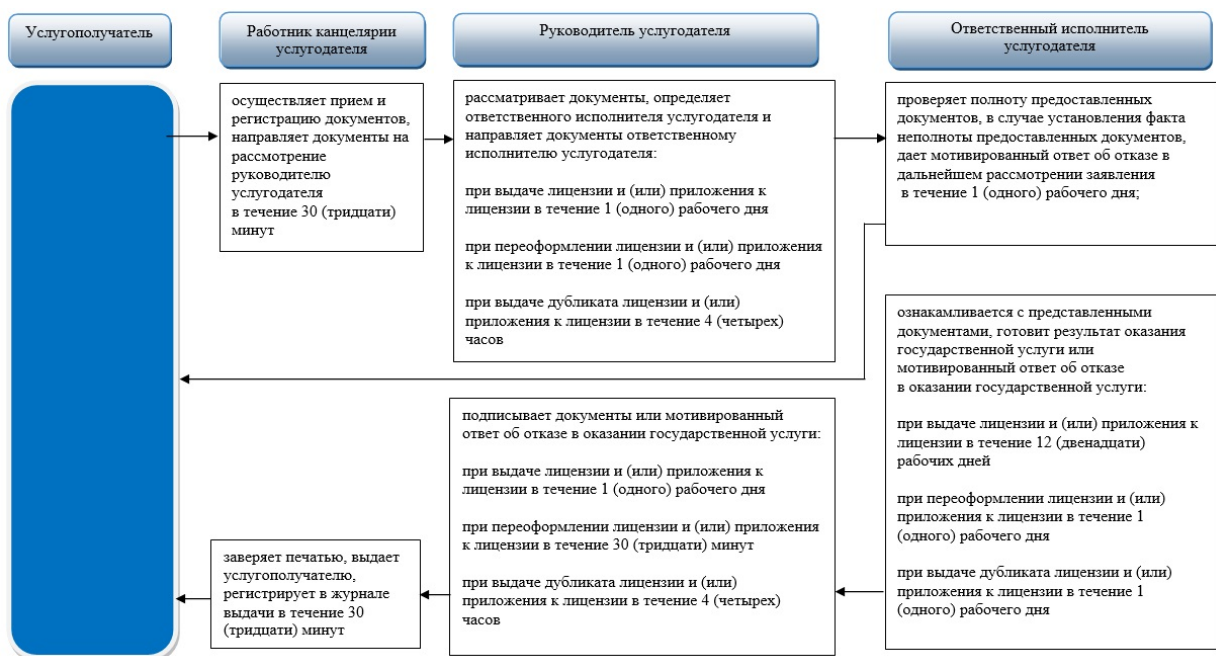 Услугополучатель
Работник канцелярии
услугодателя
Руководитель услугодателя
Ответственный исполнитель
услугодателя
осуществляет прием и
регистрацию документов,
направляет документы на
рассмотрение
руководителю
услугодателя
в течение 30 (тридцати)
минут
рассматривает документы, определяет
ответственного исполнителя услугодателя и
направляет документы ответственному
исполнителю услугодателя:
при выдаче лицензии и (или) приложения к
лицензии в течение 1 (одного) рабочего дня
при переоформлении лицензии и (или) приложения
к лицензии в течение 1 (одного) рабочего дня
при выдаче дубликата лицензии и (или)
приложения к лицензии в течение 4 (четырех)
часов
проверяет полноту предоставленных
документов, в случае установления факта
неполноты предоставленных документов,
дает мотивированный ответ об отказе в
дальнейшем рассмотрении заявления
в течение 1 (одного) рабочего дня;
ознакамливается с представленными
документами, готовит результат оказания
государственной услуги или
мотивированный ответ об отказе
в оказании государственной услуги:
при выдаче лицензии и (или) приложения к
лицензии в течение 12 (двенадцати)
рабочих дней
при переоформлении лицензии и (или)
приложения к лицензии в течение 1
(одного) рабочего дня
при выдаче дубликата лицензии и (или)
приложения к лицензии в течение 1
(одного) рабочего дня
подписывает документы или мотивированный
ответ об отказе в оказании государственной услуги:
при выдаче лицензии и (или) приложения к
лицензии в течение 1 (одного) рабочего дня
при переоформлении лицензии и (или) приложения
к лицензии в течение 30 (тридцати) минут
при выдаче дубликата лицензии и (или)
приложения к лицензии в течение 4 (четырех)
часов
заверяет печатью, выдает
услугополучателю,
регистрирует в журнале
выдачи в течение 30
(тридцати) минут